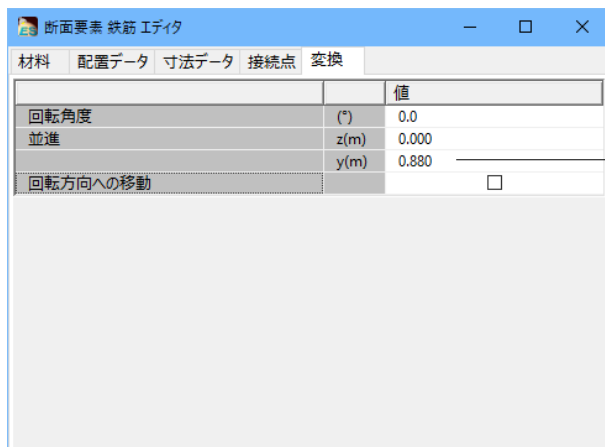 断面要素 鉄筋 エディタ
材料 配置データ 寸法データ 接続点 変換
値
回転角度 (°) 0.0
並進 z(m) 0.000
y(m) 0.880
回転方向への移動